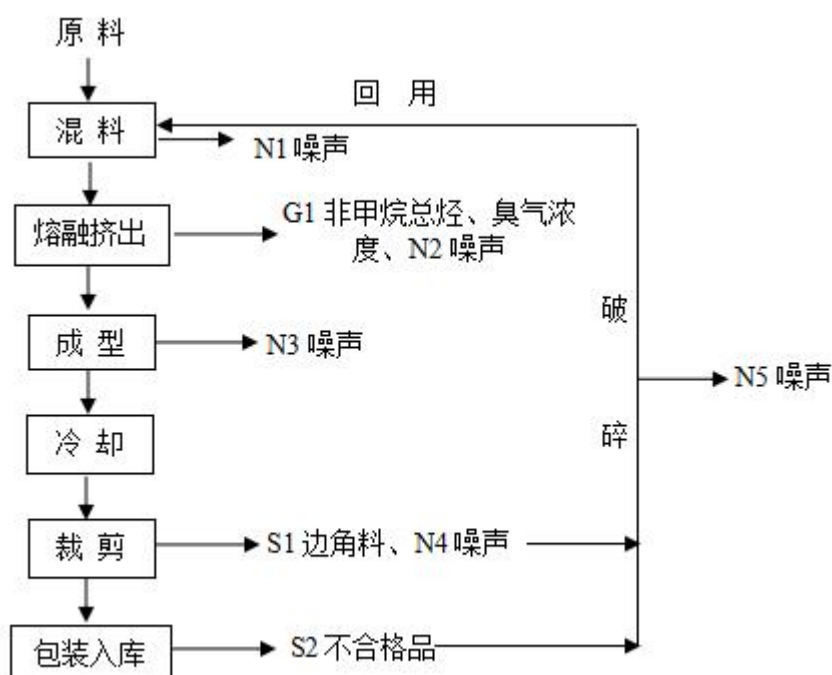 原 料
回 用
混 料
N1 噪声
熔融挤出
G1 非甲烷总烃、臭气浓
度、N2 噪声
破
成 型
N3 噪声
N5 噪声
冷 却
碎
裁 剪
S1 边角料、N4 噪声
包装入库
S2 不合格品